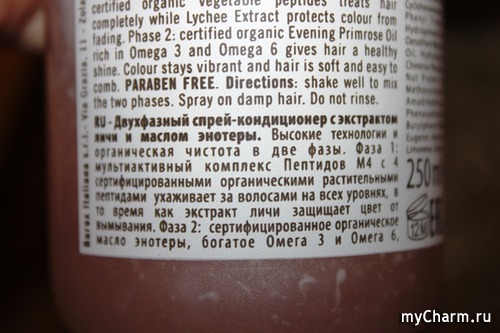 certified organic vegetable peptides treats hair
completely while Lychee Extract protects colour from
fading. Phase 2: certified organic Evening Primrose Oil
rich in Omega 3 and Omega 6 gives hair a healthy
shine. Colour stays vibrant and hair is soft and easy to
comb. PARABEN FREE. Directions: shake well to mix
the two phases. Spray on damp hair. Do not rinse.
RU - Двухфазный спрей-кондиционер с экстрактом
личи и маслом энотеры. Высокие технологии и
органическая чистота в две фазы. Фаза 1:
мультиактивный комплекс Пептидов М4 с 4
сертифицированными органическими растительными
пептидами ухаживает за волосами на всех уровнях, в
то время как экстракт личи защищает цвет от
вымывания. Фаза 2: сертифицированное органическое
масло энотеры, богатое Омега 3 и Омега 6,
Barex Italiana s.r.l.- Via Grazia, 11 -
250 m
12M
myCharm.ru